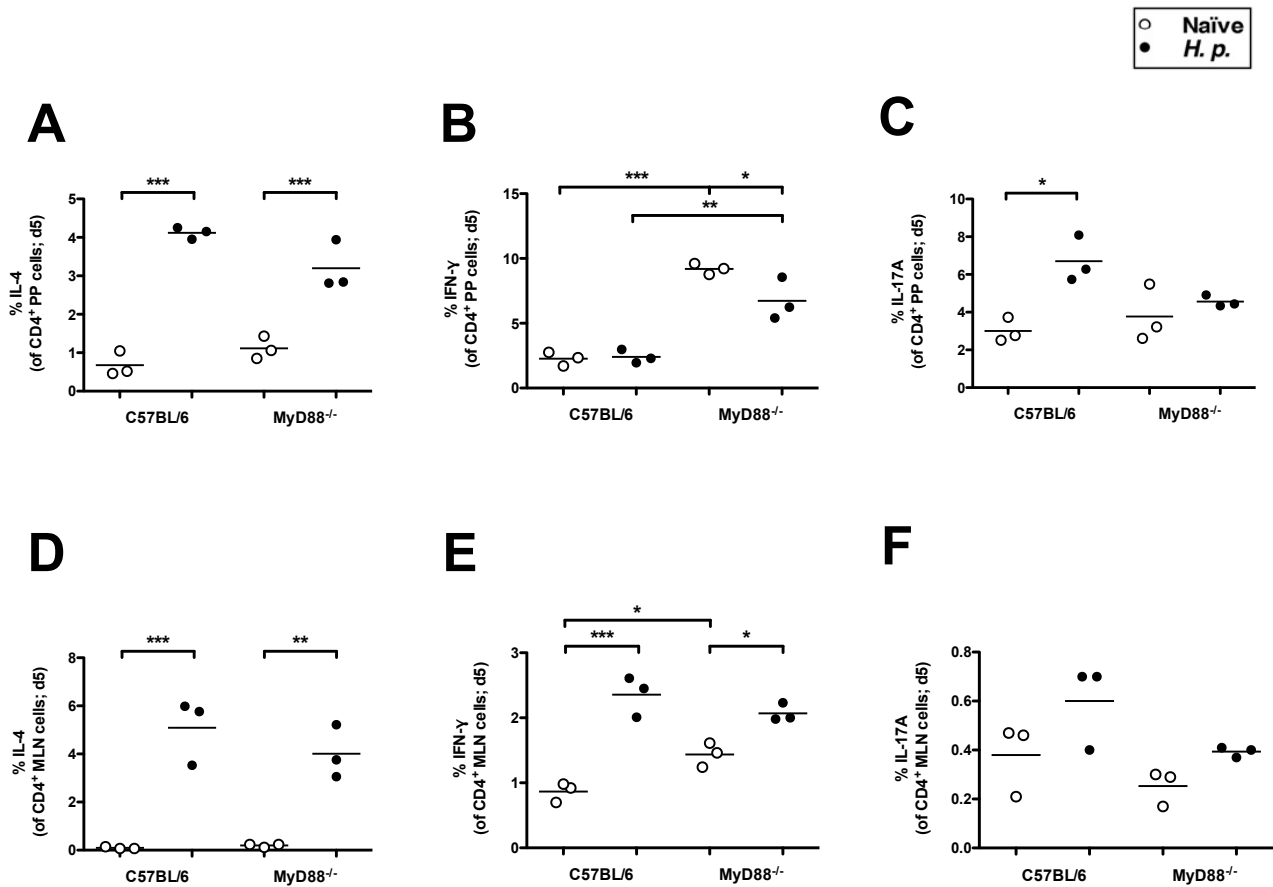 Naïve
H. p.
A
B
C
***
***
% IL-4
(of CD4⁺ PP cells; d5)
5
4
3
2
1
0
C57BL/6
MyD88⁻/⁻
***
*
**
% IFN-γ
(of CD4⁺ PP cells; d5)
15
10
5
0
C57BL/6
MyD88⁻/⁻
*
% IL-17A
(of CD4⁺ PP cells; d5)
10
8
6
4
2
0
C57BL/6
MyD88⁻/⁻
D
E
F
***
**
% IL-4
(of CD4⁺ MLN cells; d5)
8
6
4
2
0
C57BL/6
MyD88⁻/⁻
*
***
*
% IFN-γ
(of CD4⁺ MLN cells; d5)
3
2
1
0
C57BL/6
MyD88⁻/⁻
% IL-17A
(of CD4⁺ MLN cells; d5)
0.8
0.6
0.4
0.2
0.0
C57BL/6
MyD88⁻/⁻